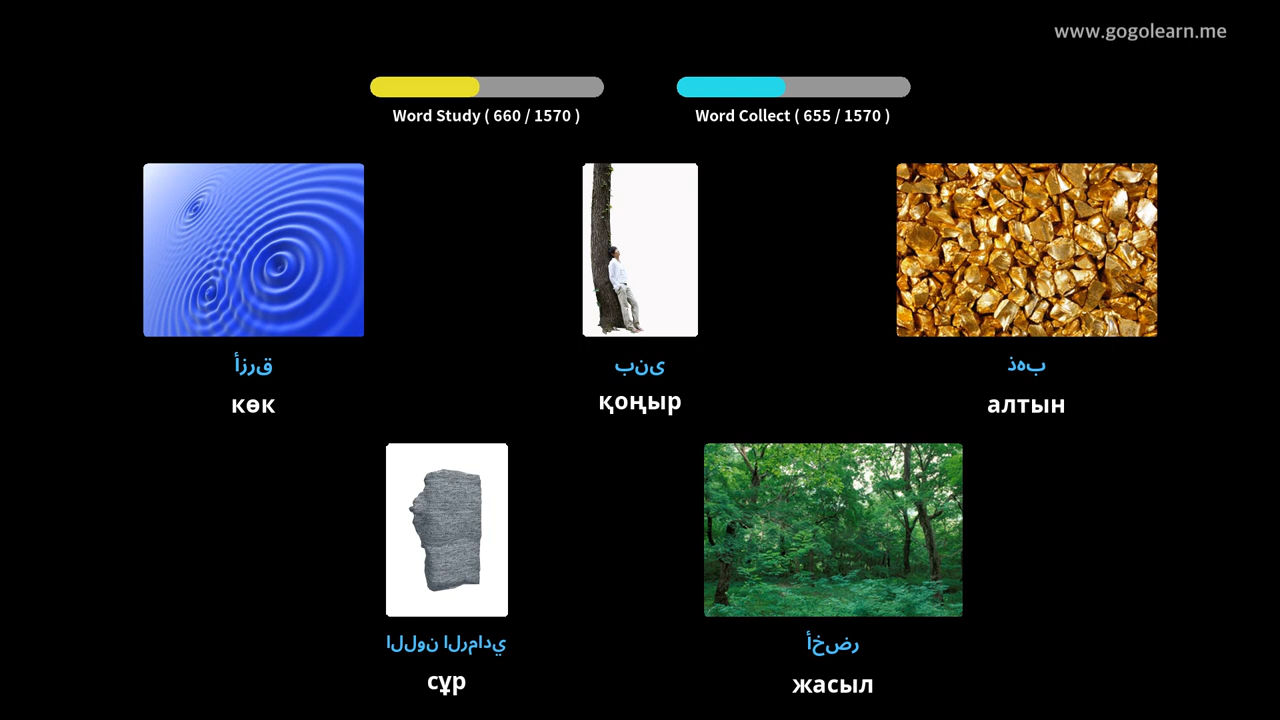 www.gogolearn.me
Word Study ( 660 / 1570 )
Word Collect ( 655 / 1570 )
أزرق
көк
بنى
қоңыр
ذهب
алтын
اللون الرمادي
сұр
أخضر
жасыл